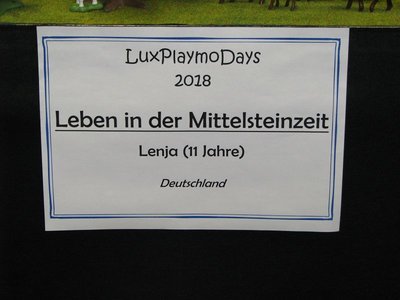 LuxPlaymoDays
2018
Leben in der Mittelsteinzeit
Lenja (11 Jahre)
Deutschland